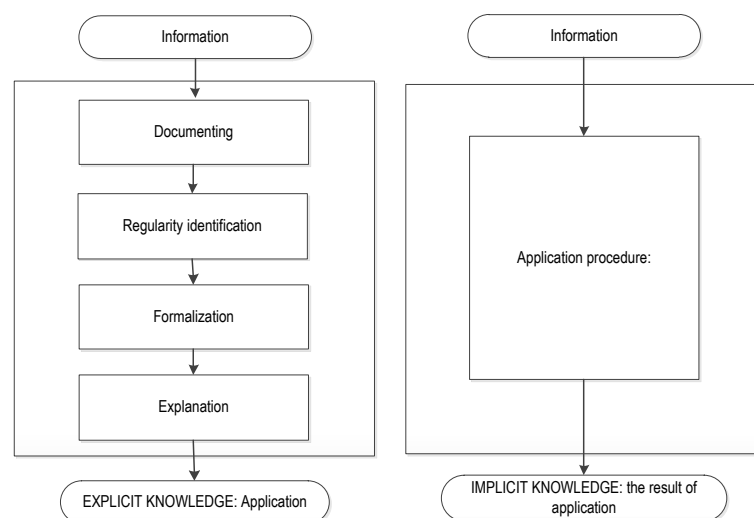 Information
Documenting
Regularity identification
Formalization
Explanation
EXPLICIT KNOWLEDGE: Application
Information
Application procedure:
IMPLICIT KNOWLEDGE: the result of
application